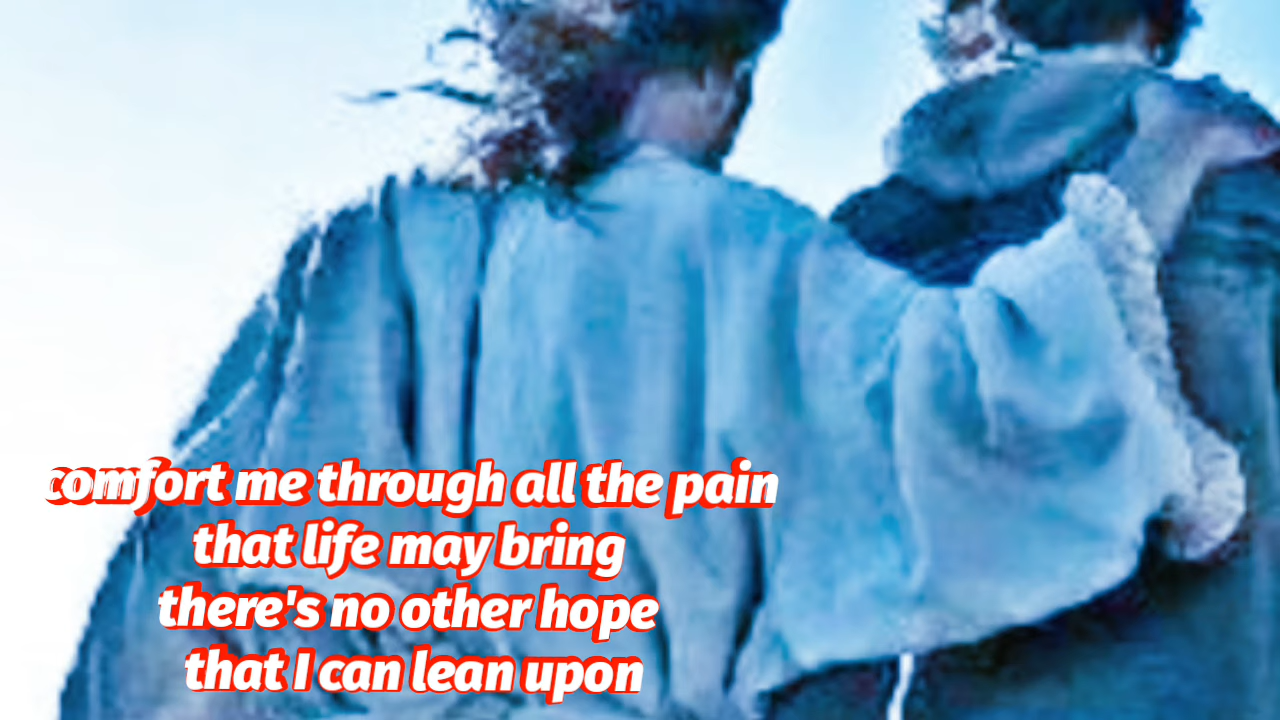 comfort me through all the pain
that life may bring
there's no other hope
that I can lean upon